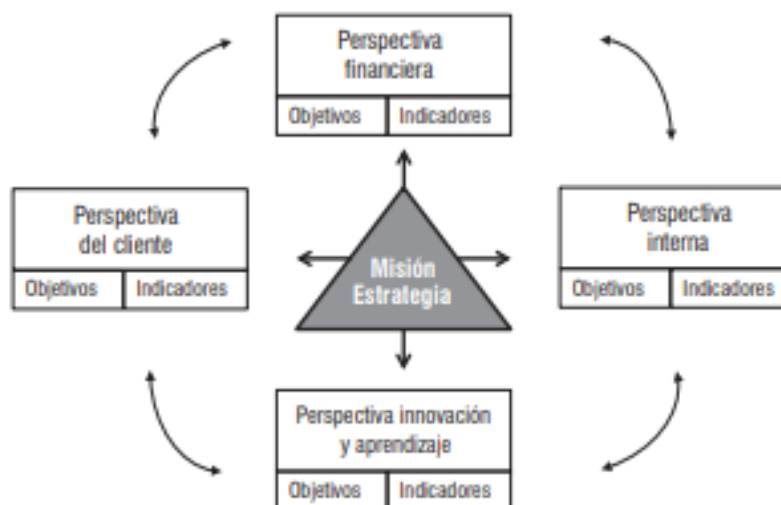 Perspectiva
financiera
Objetivos
Indicadores
Perspectiva
del cliente
Objetivos
Indicadores
Misión
Estrategia
Perspectiva
interna
Objetivos
Indicadores
Perspectiva innovación
y aprendizaje
Objetivos
Indicadores